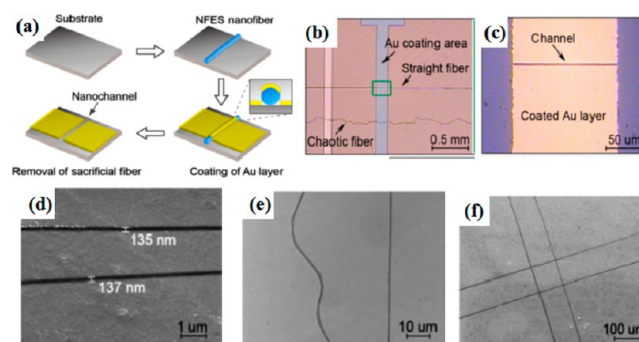 (a)
Substrate
NFES nanofiber
Nanochannel
Removal of sacrificial fiber
Coating of Au layer
(b)
Au coating area
Straight fiber
Chaotic fiber
0.5 mm
(c)
Channel
Coated Au layer
50 um
(d)
135 nm
137 nm
1 um
(e)
10 um
(f)
100 um